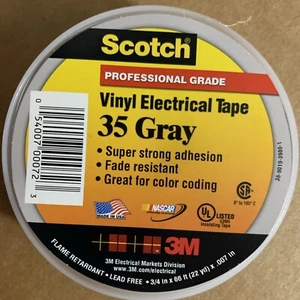 Scotch
PROFESSIONAL GRADE
Vinyl Electrical Tape
35 Gray
• Super strong adhesion
• Fade resistant
• Great for color coding
0 54007 00072 3
MADE IN U.S.A.
NASCAR
UL
LISTED
Insulating Tape
3M
3M Electrical Markets Division
www.3M.com/electrical
FLAME RETARDANT • LEAD FREE • 3/4 in X 66 ft (22 yd) X .007 in